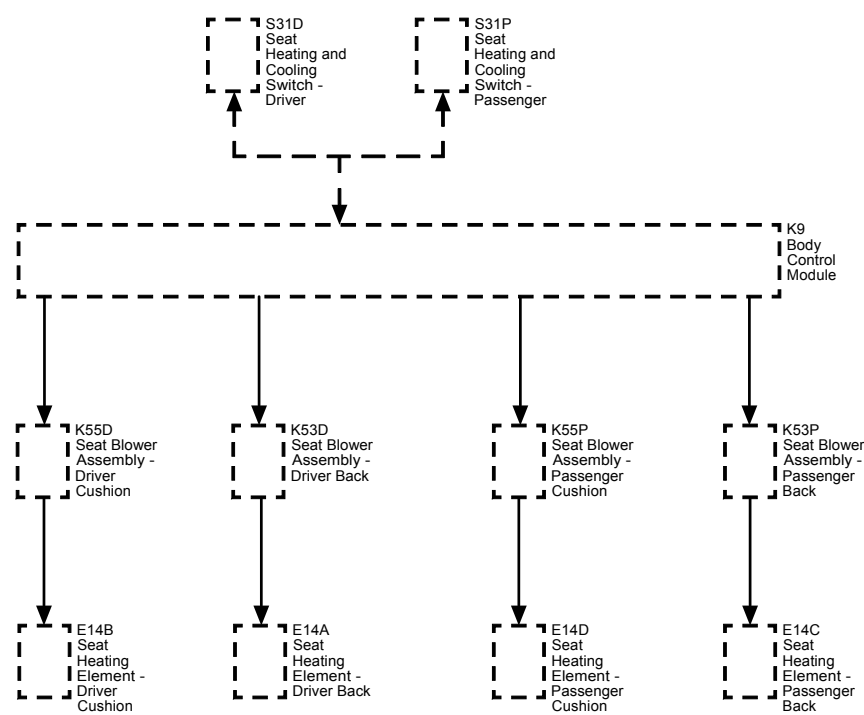 S31D
Seat
Heating and
Cooling
Switch -
Driver
S31P
Seat
Heating and
Cooling
Switch -
Passenger
K9
Body
Control
Module
K55D
Seat Blower
Assembly -
Driver
Cushion
K53D
Seat Blower
Assembly -
Driver Back
K55P
Seat Blower
Assembly -
Passenger
Cushion
K53P
Seat Blower
Assembly -
Passenger
Back
E14B
Seat
Heating
Element -
Driver
Cushion
E14A
Seat
Heating
Element -
Driver Back
E14D
Seat
Heating
Element -
Passenger
Cushion
E14C
Seat
Heating
Element -
Passenger
Back